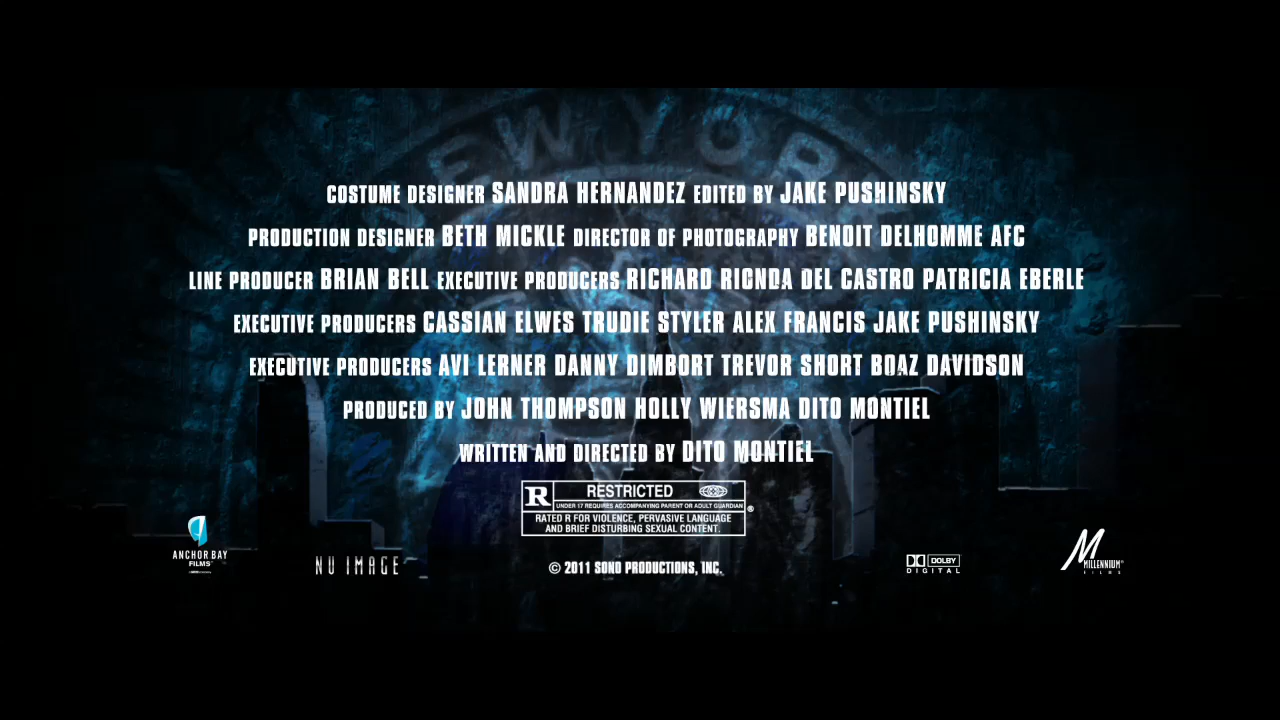 NEW YORK
COSTUME DESIGNER SANDRA HERNANDEZ EDITED BY JAKE PUSHINSKY
PRODUCTION DESIGNER BETH MICKLE DIRECTOR OF PHOTOGRAPHY BENOIT DELHOMME AFC
LINE PRODUCER BRIAN BELL EXECUTIVE PRODUCERS RICHARD RIONDA DEL CASTRO PATRICIA EBERLE
EXECUTIVE PRODUCERS CASSIAN ELWES TRUDIE STYLER ALEX FRANCIS JAKE PUSHINSKY
EXECUTIVE PRODUCERS AVI LERNER DANNY DIMBORT TREVOR SHORT BOAZ DAVIDSON
PRODUCED BY JOHN THOMPSON HOLLY WIERSMA DITO MONTIEL
WRITTEN AND DIRECTED BY DITO MONTIEL
R RESTRICTED
UNDER 17 REQUIRES ACCOMPANYING PARENT OR ADULT GUARDIAN ®
RATED R FOR VIOLENCE, PERVASIVE LANGUAGE
AND BRIEF DISTURBING SEXUAL CONTENT.
ANCHOR BAY
FILMS
NU IMAGE
© 2011 SONO PRODUCTIONS, INC.
DOLBY
DIGITAL
M
MILLENNIUM
FILMS